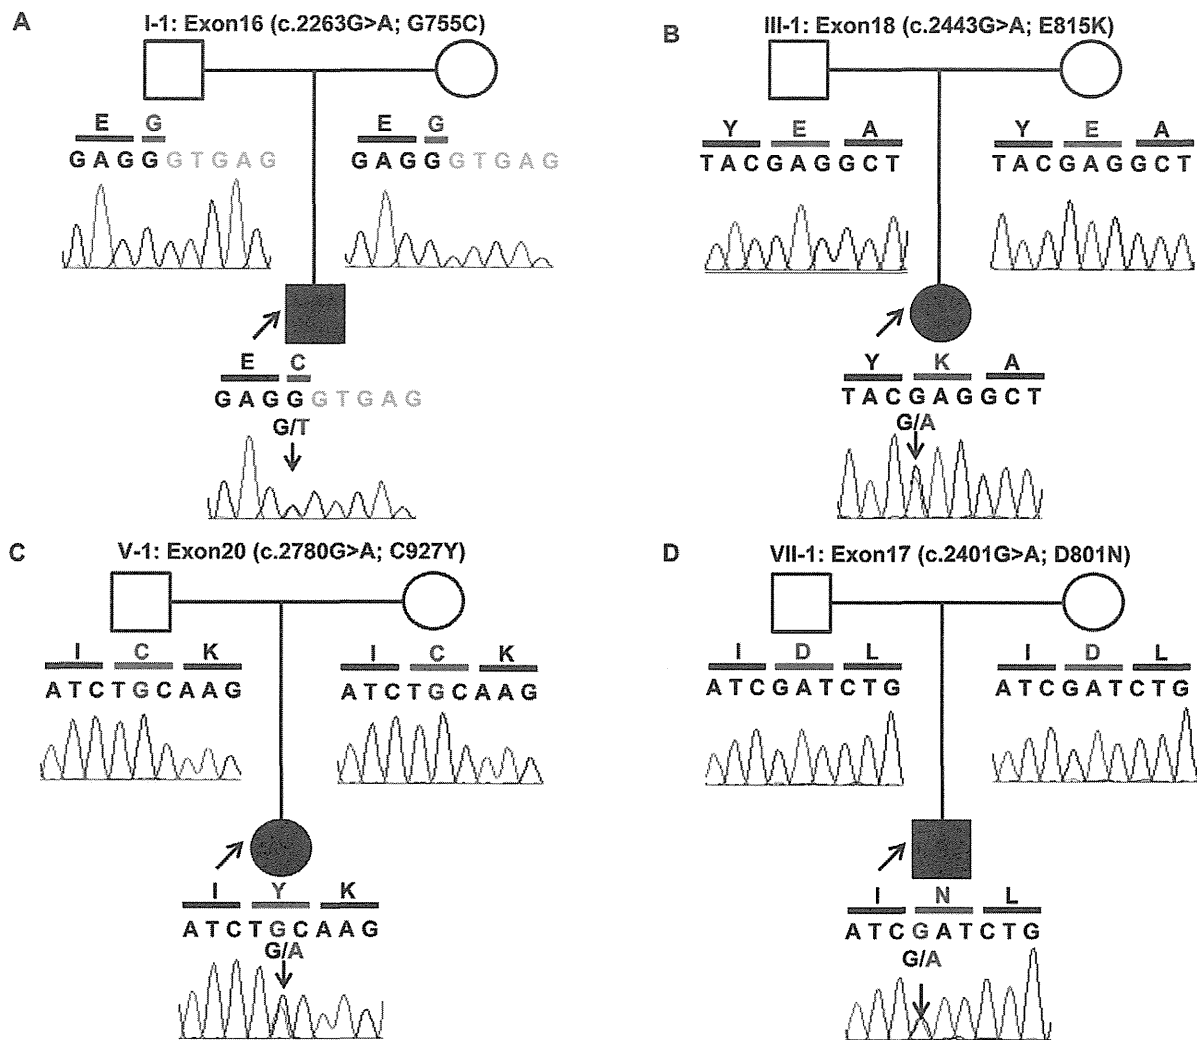 A
I-1: Exon16 (c.2263G>A; G755C)
E G
GAGGGTGAG
E G
GAGGGTGAG
E C
GAGGGTGAG
G/T
B
III-1: Exon18 (c.2443G>A; E815K)
Y E A
TACGAGGCT
Y E A
TACGAGGCT
Y K A
TACGAGGCT
G/A
C
V-1: Exon20 (c.2780G>A; C927Y)
I C K
ATCTGCAAG
I C K
ATCTGCAAG
I Y K
ATCTGCAAG
G/A
D
VII-1: Exon17 (c.2401G>A; D801N)
I D L
ATCGATCTG
I D L
ATCGATCTG
I N L
ATCGATCTG
G/A